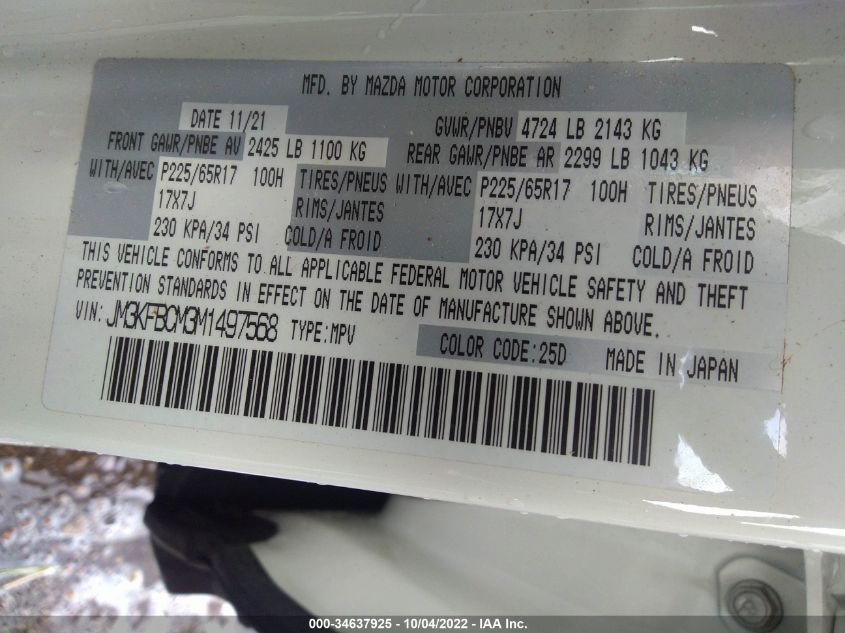 MFD. BY MAZDA MOTOR CORPORATION
DATE 11/21 GVWR/PNBV 4724 LB 2143 KG
FRONT GAWR/PNBE AV 2425 LB 1100 KG REAR GAWR/PNBE AR 2299 LB 1043 KG
WITH/AVEC P225/65R17 100H TIRES/PNEUS WITH/AVEC P225/65R17 100H TIRES/PNEUS
17X7J RIMS/JANTES 17X7J RIMS/JANTES
230 KPA/34 PSI COLD/A FROID 230 KPA/34 PSI COLD/A FROID
THIS VEHICLE CONFORMS TO ALL APPLICABLE FEDERAL MOTOR VEHICLE SAFETY AND THEFT
PREVENTION STANDARDS IN EFFECT ON THE DATE OF MANUFACTURE SHOWN ABOVE.
VIN: JM3KFBCM3M1497568 TYPE:MPV COLOR CODE:25D MADE IN JAPAN
000-34637925 - 10/04/2022 - IAA Inc.